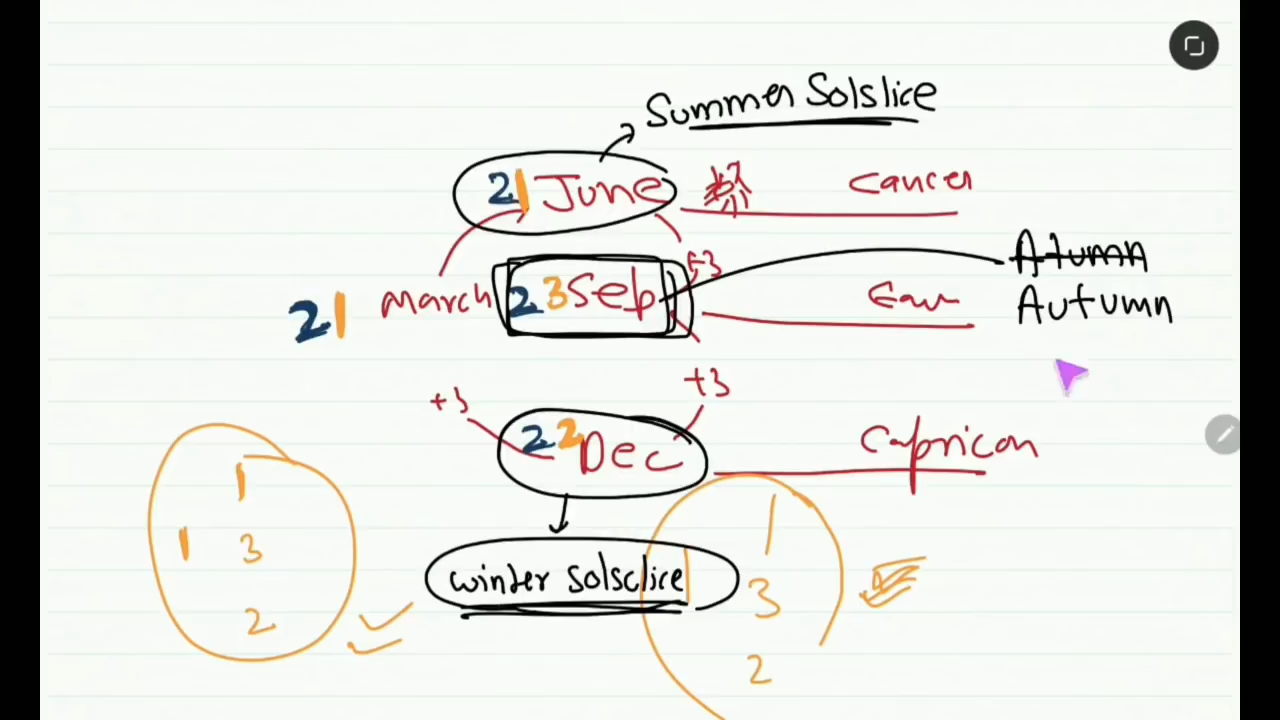 Summer Solslice
21 June Cancer
+3
Atumn
21 March 23 Sep
Autumn
+3 +3
22 Dec Capricon
1 1
1 3
winter solsclice
3
2
2